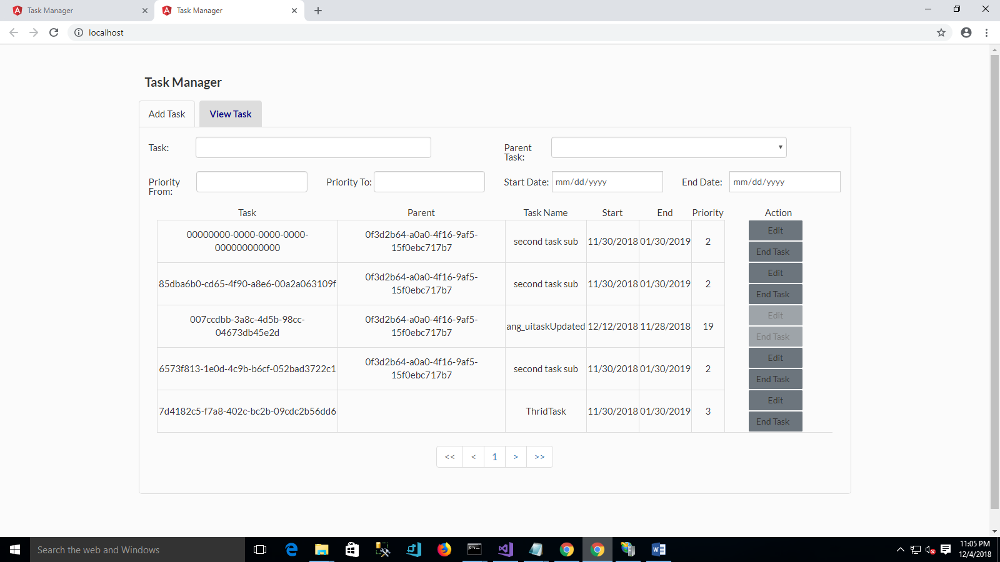 Task Manager
Task Manager
localhost
Task Manager
Add Task
View Task
Task:
Parent
Task:
Priority
From:
Priority To:
Start Date:
mm/dd/yyyy
End Date:
mm/dd/yyyy
Task Parent Task Name Start End Priority Action
00000000-0000-0000-0000-
000000000000
0f3d2b64-a0a0-4f16-9af5-
15f0ebc717b7
second task sub
11/30/2018
01/30/2019
2
Edit
End Task
85dba6b0-cd65-4f90-a8e6-00a2a063109f
0f3d2b64-a0a0-4f16-9af5-
15f0ebc717b7
second task sub
11/30/2018
01/30/2019
2
Edit
End Task
007ccdbb-3a8c-4d5b-98cc-
04673db45e2d
0f3d2b64-a0a0-4f16-9af5-
15f0ebc717b7
ang_uitaskUpdated
12/12/2018
11/28/2018
19
Edit
End Task
6573f813-1e0d-4c9b-b6cf-052bad3722c1
0f3d2b64-a0a0-4f16-9af5-
15f0ebc717b7
second task sub
11/30/2018
01/30/2019
2
Edit
End Task
7d4182c5-f7a8-402c-bc2b-09cdc2b56dd6
ThridTask
11/30/2018
01/30/2019
3
Edit
End Task
<< < 1 > >>
Search the web and Windows
11:05 PM
12/4/2018